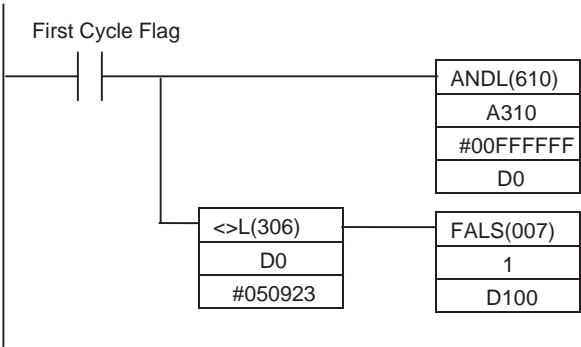 First Cycle Flag
ANDL(610)
A310
#00FFFFFF
D0
<>L(306)
D0
#050923
FALS(007)
1
D100